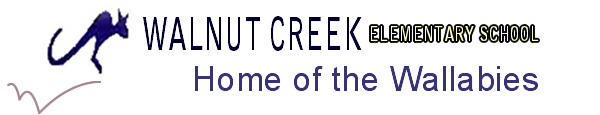 WALNUT CREEK ELEMENTARY SCHOOL
Home of the Wallabies